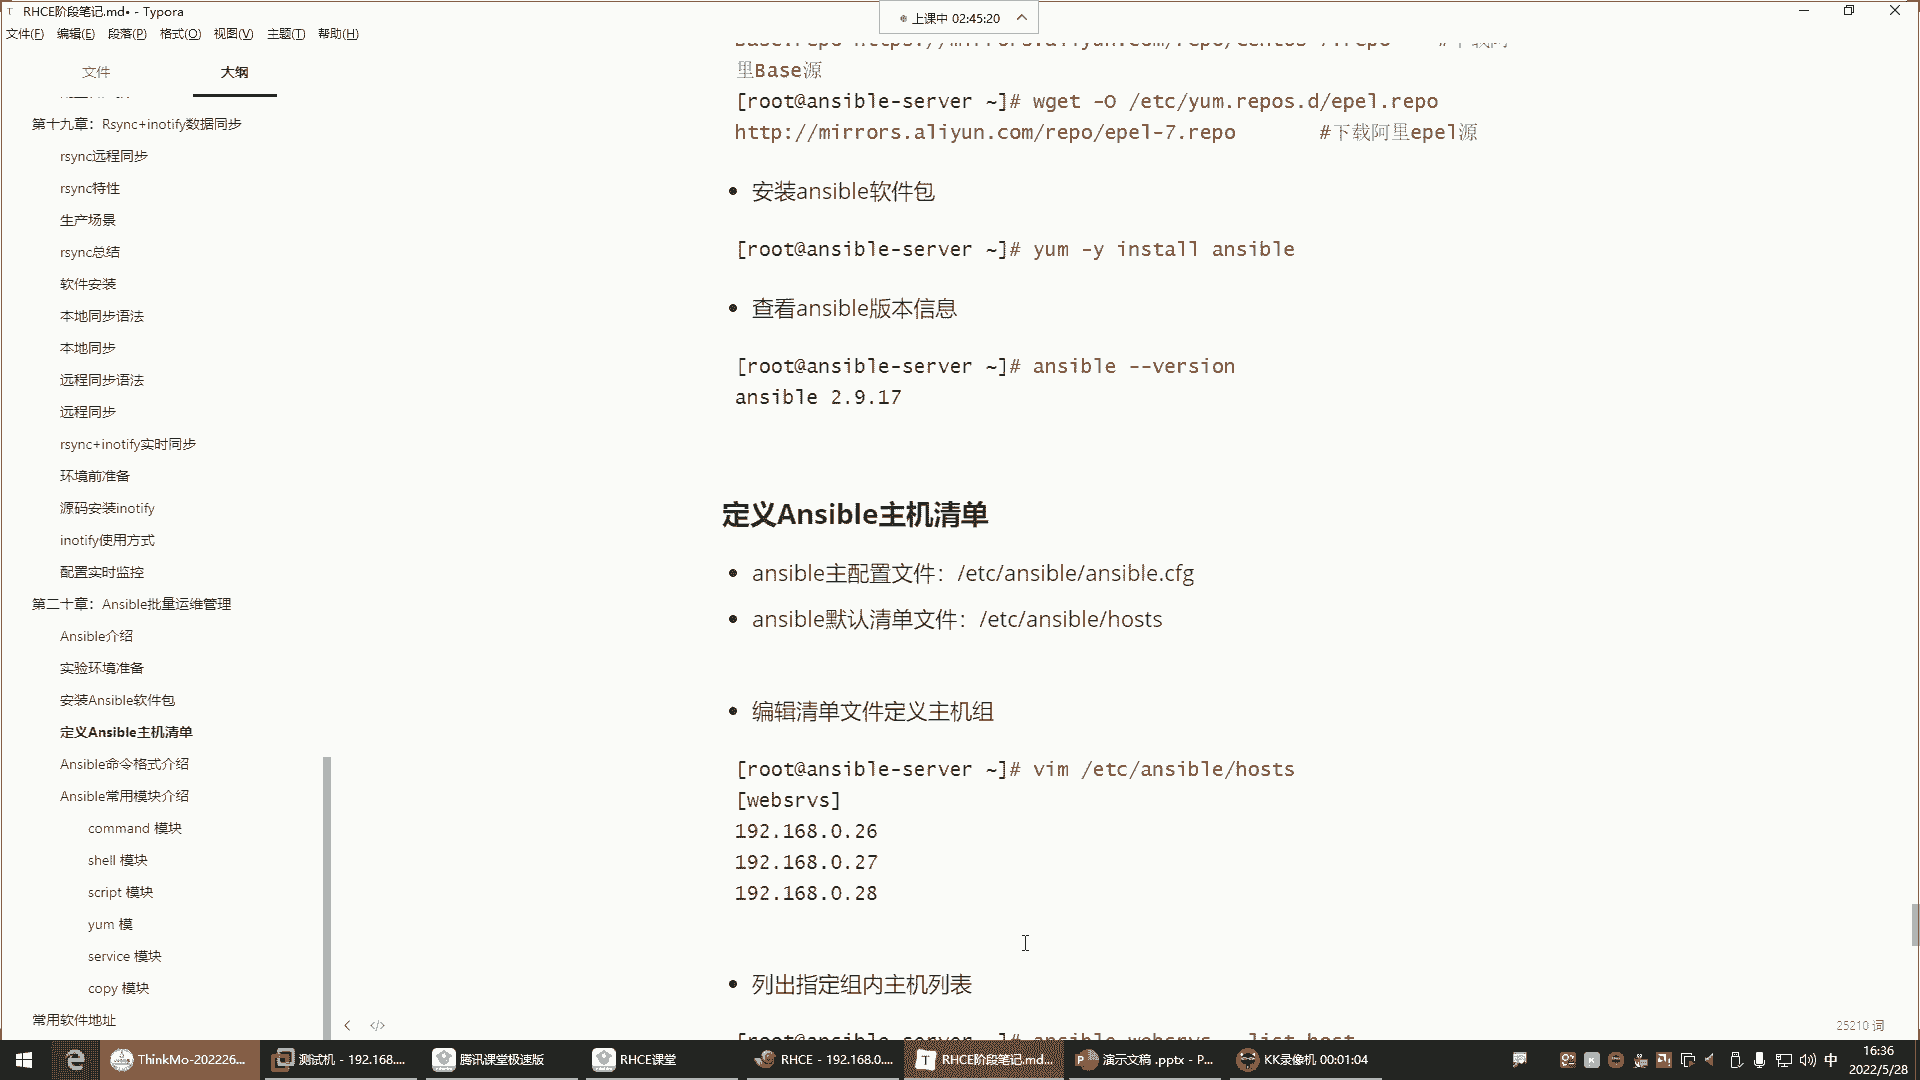 RHCE阶段笔记.md• - Typora
上课中 02:45:20
文件(F) 编辑(E) 段落(P) 格式(O) 视图(V) 主题(T) 帮助(H)
文件 大纲
第十九章：Rsync+inotify数据同步
rsync远程同步
rsync特性
生产场景
rsync总结
软件安装
本地同步语法
本地同步
远程同步语法
远程同步
rsync+inotify实时同步
环境前准备
源码安装inotify
inotify使用方式
配置实时监控
第二十章：Ansible批量运维管理
Ansible介绍
实验环境准备
安装Ansible软件包
定义Ansible主机清单
Ansible命令格式介绍
Ansible常用模块介绍
command 模块
shell 模块
script 模块
yum 模
service 模块
copy 模块
常用软件地址
Base.repo https://mirrors.aliyun.com/repo/Centos-7.repo #下载阿
里Base源
[root@ansible-server ~]# wget -O /etc/yum.repos.d/epel.repo
http://mirrors.aliyun.com/repo/epel-7.repo #下载阿里epel源
• 安装ansible软件包
[root@ansible-server ~]# yum -y install ansible
• 查看ansible版本信息
[root@ansible-server ~]# ansible --version
ansible 2.9.17
定义Ansible主机清单
• ansible主配置文件：/etc/ansible/ansible.cfg
• ansible默认清单文件：/etc/ansible/hosts
• 编辑清单文件定义主机组
[root@ansible-server ~]# vim /etc/ansible/hosts
[websrvs]
192.168.0.26
192.168.0.27
192.168.0.28
• 列出指定组内主机列表
[root@ansible-server ~]# ansible websrvs --list-host
25210 词
ThinkMo-202226...
测试机 - 192.168....
腾讯课堂极速版
RHCE课堂
RHCE - 192.168.0....
RHCE阶段笔记.md...
演示文稿 .pptx - P...
KK录像机 00:01:04
中
16:36
2022/5/28